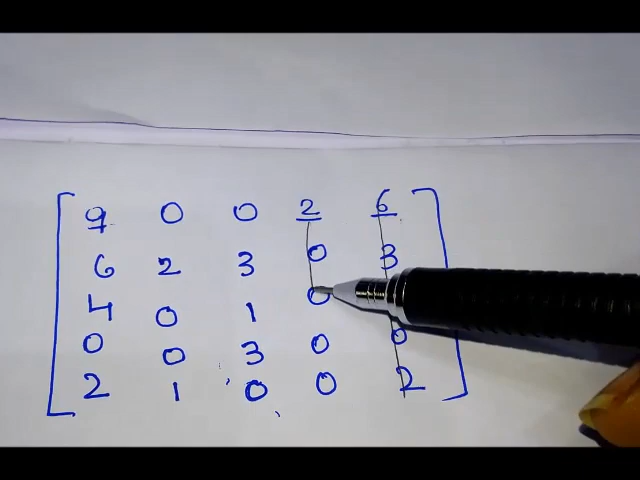 9 0 0 2 6
6 2 3 0 3
4 0 1 0
0 0 3 0 0
2 1 0 0 2